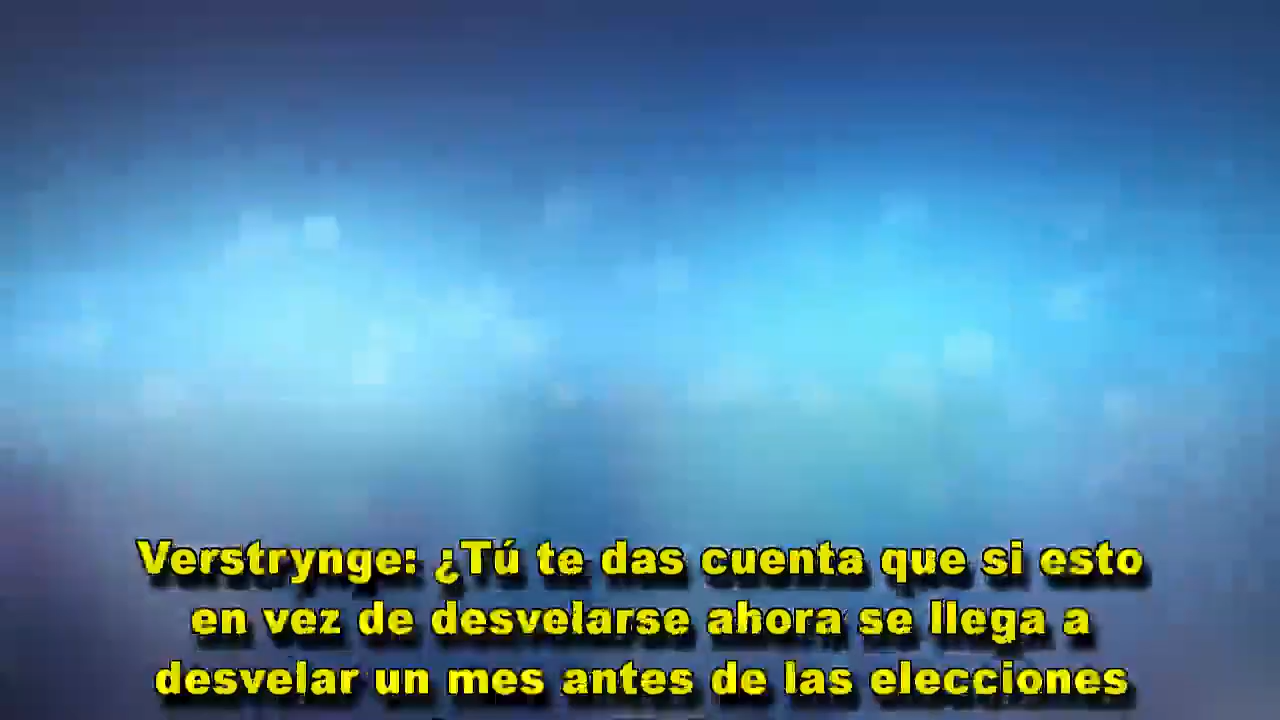 Verstrynge: ¿Tú te das cuenta que si esto
en vez de desvelarse ahora se llega a
desvelar un mes antes de las elecciones